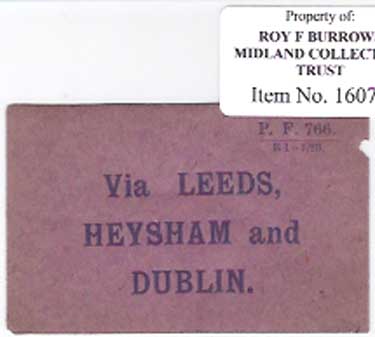 Property of:
ROY F BURROW
MIDLAND COLLECT
TRUST
Item No. 1607
P. F. 766.
Via LEEDS,
HEYSHAM and
DUBLIN.